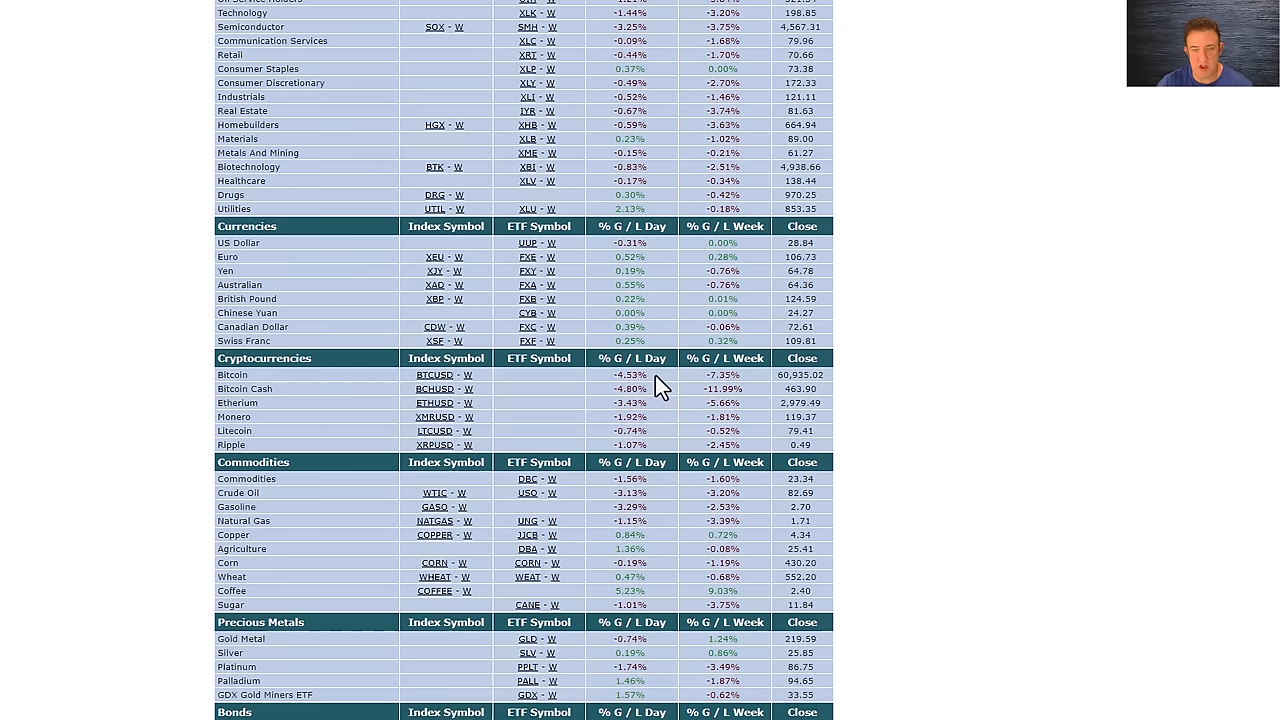 Technology XLK - W -1.44% -3.20% 198.85
Semiconductor SOX - W SMH - W -3.25% -3.75% 4,567.31
Communication Services XLC - W -0.09% -1.68% 79.96
Retail XRT - W -0.44% -1.70% 70.66
Consumer Staples XLP - W 0.37% 0.00% 73.38
Consumer Discretionary XLY - W -0.49% -2.70% 172.33
Industrials XLI - W -0.52% -1.46% 121.11
Real Estate IYR - W -0.67% -3.74% 81.63
Homebuilders HGX - W XHB - W -0.59% -3.63% 664.94
Materials XLB - W 0.23% -1.02% 89.00
Metals And Mining XME - W -0.15% -0.21% 61.27
Biotechnology BTK - W XBI - W -0.83% -2.51% 4,938.66
Healthcare XLV - W -0.17% -0.34% 138.44
Drugs DRG - W 0.30% -0.42% 970.25
Utilities UTIL - W XLU - W 2.13% -0.18% 853.35
Currencies Index Symbol ETF Symbol % G / L Day % G / L Week Close
US Dollar UUP - W -0.31% 0.00% 28.84
Euro XEU - W FXE - W 0.52% 0.28% 106.73
Yen XJY - W FXY - W 0.19% -0.76% 64.78
Australian XAD - W FXA - W 0.55% -0.76% 64.36
British Pound XBP - W FXB - W 0.22% 0.01% 124.59
Chinese Yuan CYB - W 0.00% 0.00% 24.27
Canadian Dollar CDW - W FXC - W 0.39% -0.06% 72.61
Swiss Franc XSF - W FXF - W 0.25% 0.32% 109.81
Cryptocurrencies Index Symbol ETF Symbol % G / L Day % G / L Week Close
Bitcoin BTCUSD - W -4.53% -7.35% 60,935.02
Bitcoin Cash BCHUSD - W -4.80% -11.99% 463.90
Etherium ETHUSD - W -3.43% -5.66% 2,979.49
Monero XMRUSD - W -1.92% -1.81% 119.37
Litecoin LTCUSD - W -0.74% -0.52% 79.41
Ripple XRPUSD - W -1.07% -2.45% 0.49
Commodities Index Symbol ETF Symbol % G / L Day % G / L Week Close
Commodities DBC - W -1.56% -1.60% 23.34
Crude Oil WTIC - W USO - W -3.13% -3.20% 82.69
Gasoline GASO - W -3.29% -2.53% 2.70
Natural Gas NATGAS - W UNG - W -1.15% -3.39% 1.71
Copper COPPER - W JJCB - W 0.84% 0.72% 4.34
Agriculture DBA - W 1.36% -0.08% 25.41
Corn CORN - W CORN - W -0.19% -1.19% 430.20
Wheat WHEAT - W WEAT - W 0.47% -0.68% 552.20
Coffee COFFEE - W 5.23% 9.03% 2.40
Sugar CANE - W -1.01% -3.75% 11.84
Precious Metals Index Symbol ETF Symbol % G / L Day % G / L Week Close
Gold Metal GLD - W -0.74% 1.24% 219.59
Silver SLV - W 0.19% 0.86% 25.85
Platinum PPLT - W -1.74% -3.49% 86.75
Palladium PALL - W 1.46% -1.87% 94.65
GDX Gold Miners ETF GDX - W 1.57% -0.62% 33.55
Bonds Index Symbol ETF Symbol % G / L Day % G / L Week Close